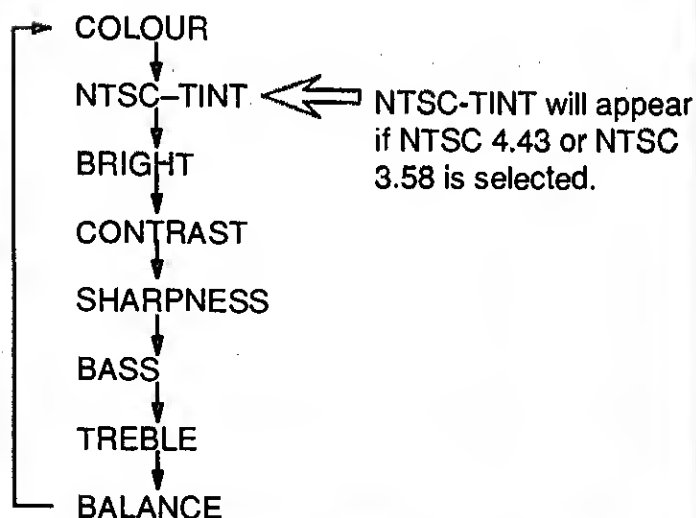 COLOUR
NTSC-TINT
NTSC-TINT will appear
if NTSC 4.43 or NTSC
3.58 is selected.
BRIGHT
CONTRAST
SHARPNESS
BASS
TREBLE
BALANCE